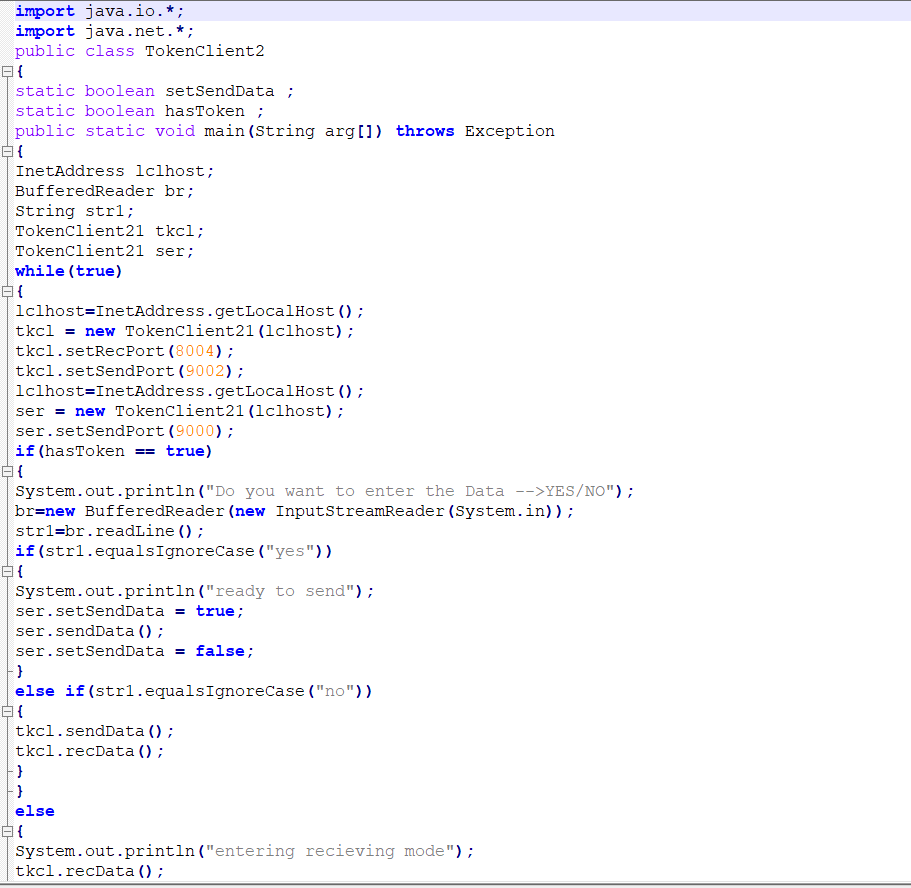 import java.io.*;
import java.net.*;
public class TokenClient2
{
static boolean setSendData ;
static boolean hasToken ;
public static void main(String arg[]) throws Exception
{
InetAddress lclhost;
BufferedReader br;
String str1;
TokenClient21 tkcl;
TokenClient21 ser;
while(true)
{
lclhost=InetAddress.getLocalHost();
tkcl = new TokenClient21(lclhost);
tkcl.setRecPort(8004);
tkcl.setSendPort(9002);
lclhost=InetAddress.getLocalHost();
ser = new TokenClient21(lclhost);
ser.setSendPort(9000);
if(hasToken == true)
{
System.out.println("Do you want to enter the Data -->YES/NO");
br=new BufferedReader(new InputStreamReader(System.in));
str1=br.readLine();
if(str1.equalsIgnoreCase("yes"))
{
System.out.println("ready to send");
ser.setSendData = true;
ser.sendData();
ser.setSendData = false;
}
else if(str1.equalsIgnoreCase("no"))
{
tkcl.sendData();
tkcl.recData();
}
}
else
{
System.out.println("entering recieving mode");
tkcl.recData();